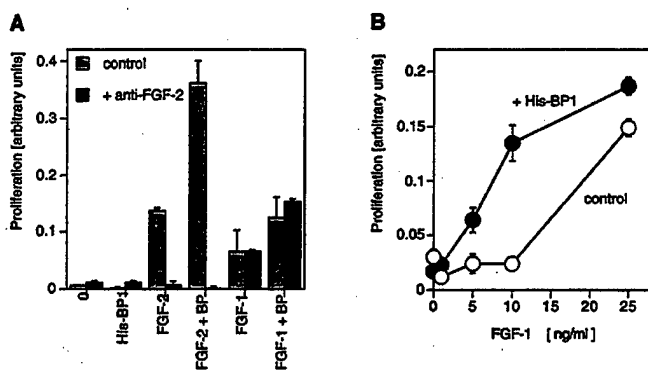 A
B
Proliferation [arbitrary units]
0.4
0.3
0.2
0.1
0
control
+ anti-FGF-2
0
His-BP1
FGF-2
FGF-2 + BP
FGF-1
FGF-1 + BP
Proliferation [arbitrary units]
0.2
0.15
0.1
0.05
0
+ His-BP1
control
0 5 10 15 20 25
FGF-1 [ng/ml]